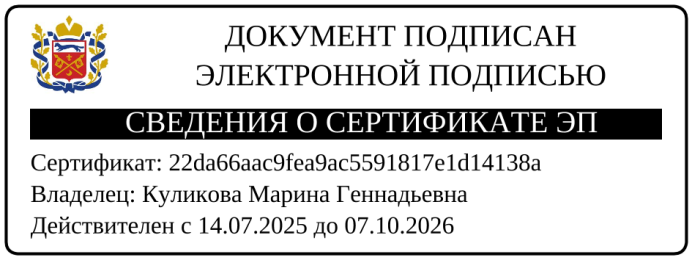 ДОКУМЕНТ ПОДПИСАН
ЭЛЕКТРОННОЙ ПОДПИСЬЮ
СВЕДЕНИЯ О СЕРТИФИКАТЕ ЭП
Сертификат: 22da66aac9fea9ac5591817e1d14138a
Владелец: Куликова Марина Геннадьевна
Действителен с 14.07.2025 до 07.10.2026